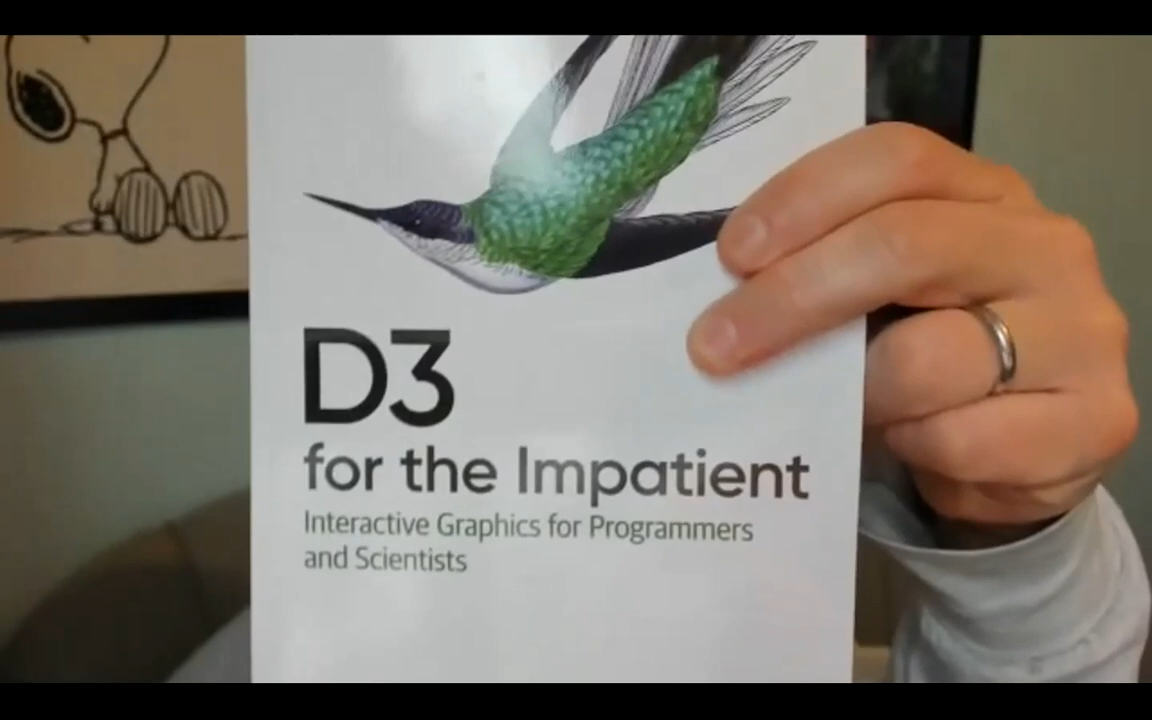 D3
for the Impatient
Interactive Graphics for Programmers
and Scientists